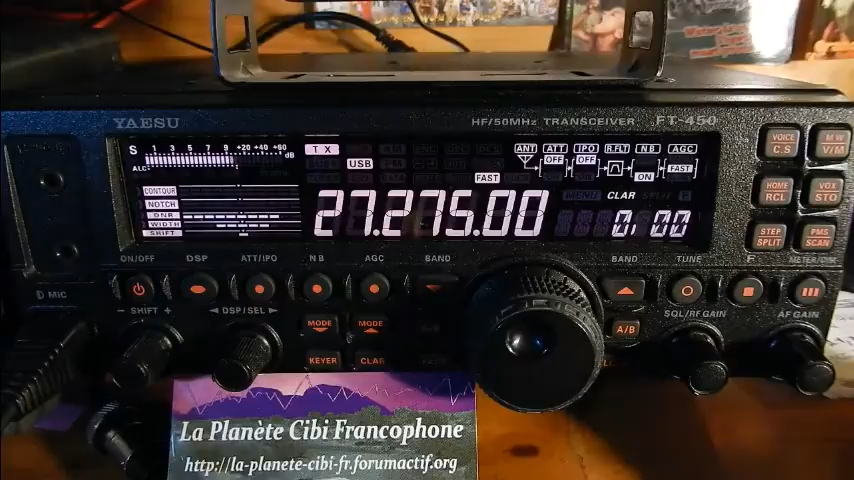 YAESU
HF/50MHz TRANSCEIVER FT-450
S 1 3 5 7 9 +20 +40 +60 dB
ALC
TX
USB
FAST
ANT ATT IPO R.FLT NB AGC
OFF OFF ON FAST
MENU CLAR SPLIT
CONTOUR
NOTCH
DNR
WIDTH
SHIFT
27.275.00
0.00
VOICE C.S
M W V/M
HOME RCL
VOX STO
STEP SPLIT
PMS SCAN
ON/OFF DSP ATT/IPO NB AGC BAND BAND TUNE F METER/DIM
MIC
– SHIFT + ◄ DSP/SEL ► MODE MODE A/B SQL/RF GAIN AF GAIN
KEYER CLAR
La Planète Cibi Francophone
http://la-planete-cibi-fr.forumactif.org